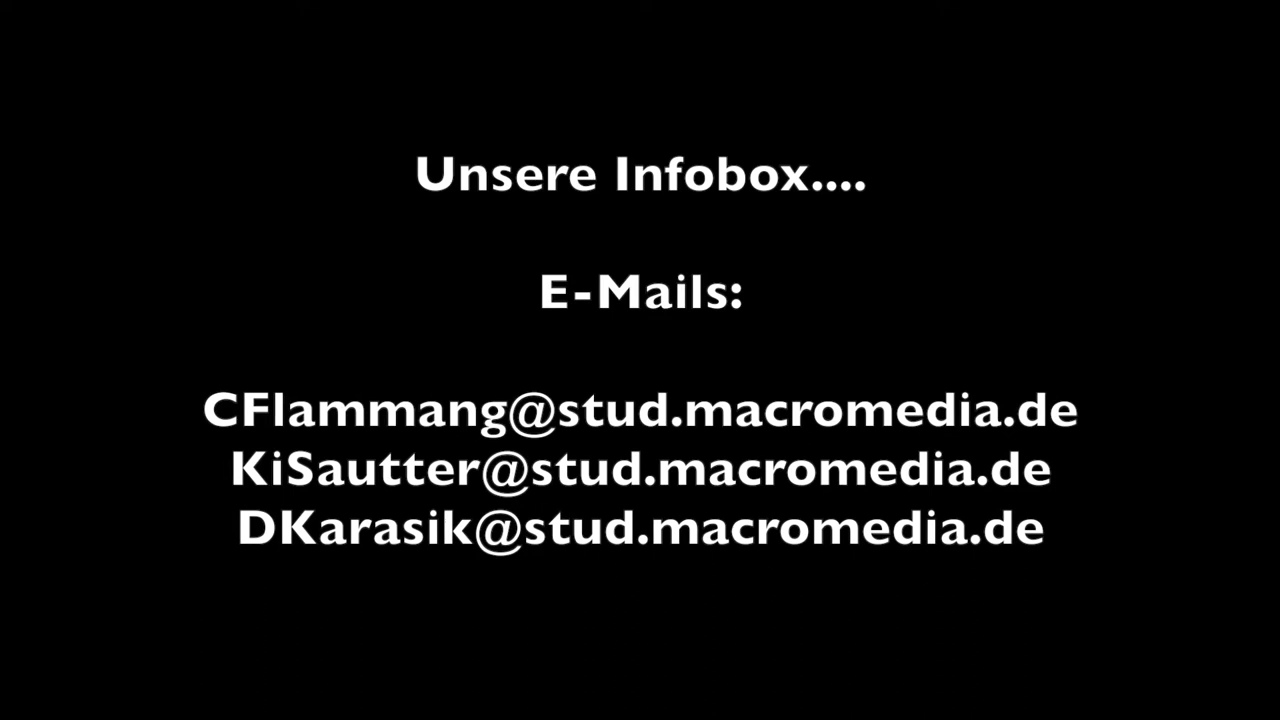 Unsere Infobox....
E-Mails:
CFlammang@stud.macromedia.de
KiSautter@stud.macromedia.de
DKarasik@stud.macromedia.de